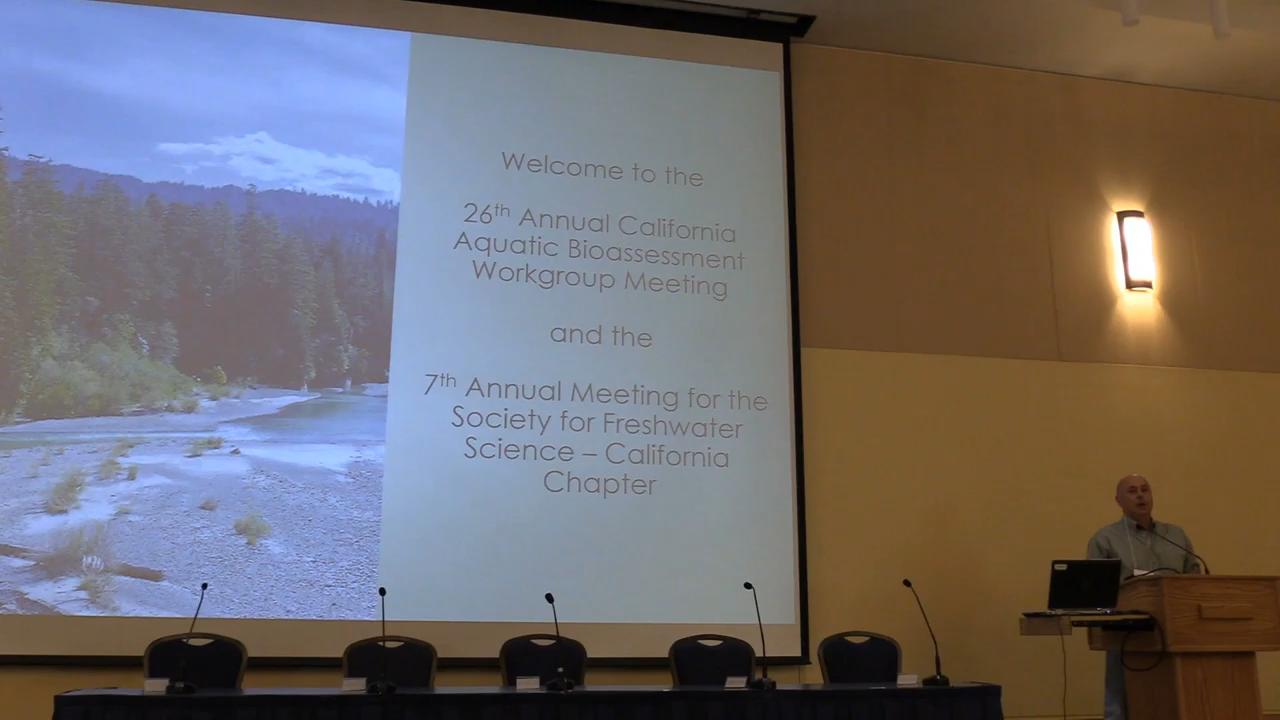 Welcome to the
26th Annual California
Aquatic Bioassessment
Workgroup Meeting
and the
7th Annual Meeting for the
Society for Freshwater
Science – California
Chapter